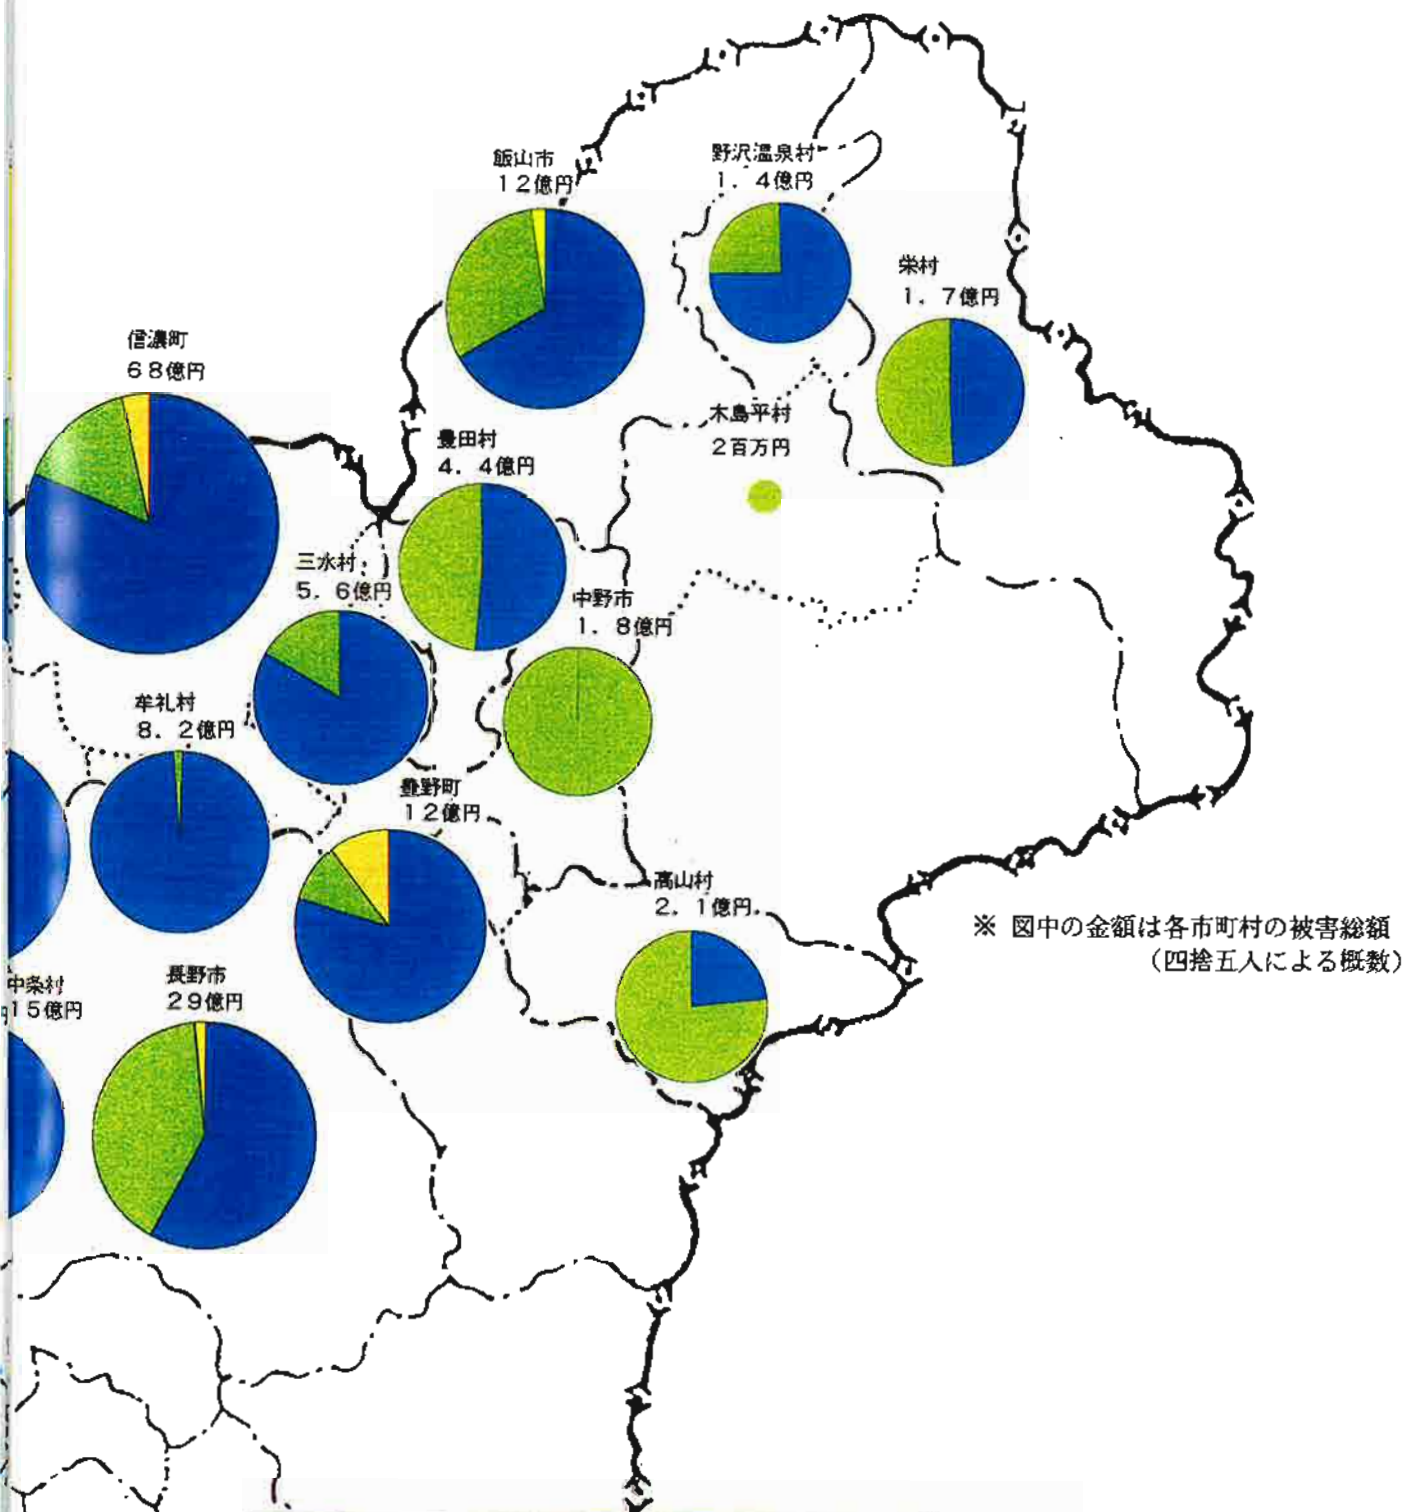 飯山市
12億円
野沢温泉村
1.4億円
栄村
1.7億円
信濃町
68億円
木島平村
2百万円
豊田村
4.4億円
三水村
5.6億円
中野市
1.8億円
牟礼村
8.2億円
豊野町
12億円
高山村
2.1億円
※ 図中の金額は各市町村の被害総額
(四捨五入による概数)
中条村
15億円
長野市
29億円